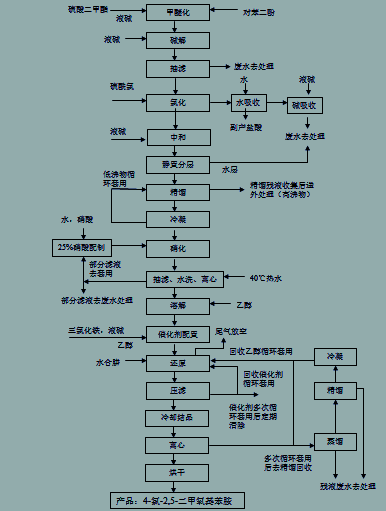 硫酸二甲酯
液碱
甲醚化
对苯二酚
液碱
碱解
抽滤
废水去处理
硫酰氯
氯化
水
水吸收
液碱
碱吸收
副产盐酸
废水去处理
液碱
中和
静置分层
水层
低沸物循
环套用
精馏
精馏残液收集后运
外处理（高沸物）
冷凝
水，硝酸
25%硝酸配制
硝化
部分滤液
去套用
抽滤、水洗、离心
40℃热水
部分滤液去废水处理
溶解
乙醇
三氯化铁，液碱
催化剂配置
尾气放空
乙醇
水合肼
还原
回收乙醇循环套用
冷凝
回收催化剂
循环套用
压滤
精馏
催化剂多次循
环套用后定期
清除
冷却结晶
离心
蒸馏
多次循环套用
后去精馏回收
烘干
残液废水去处理
产品：4-氯-2,5-二甲氧基苯胺